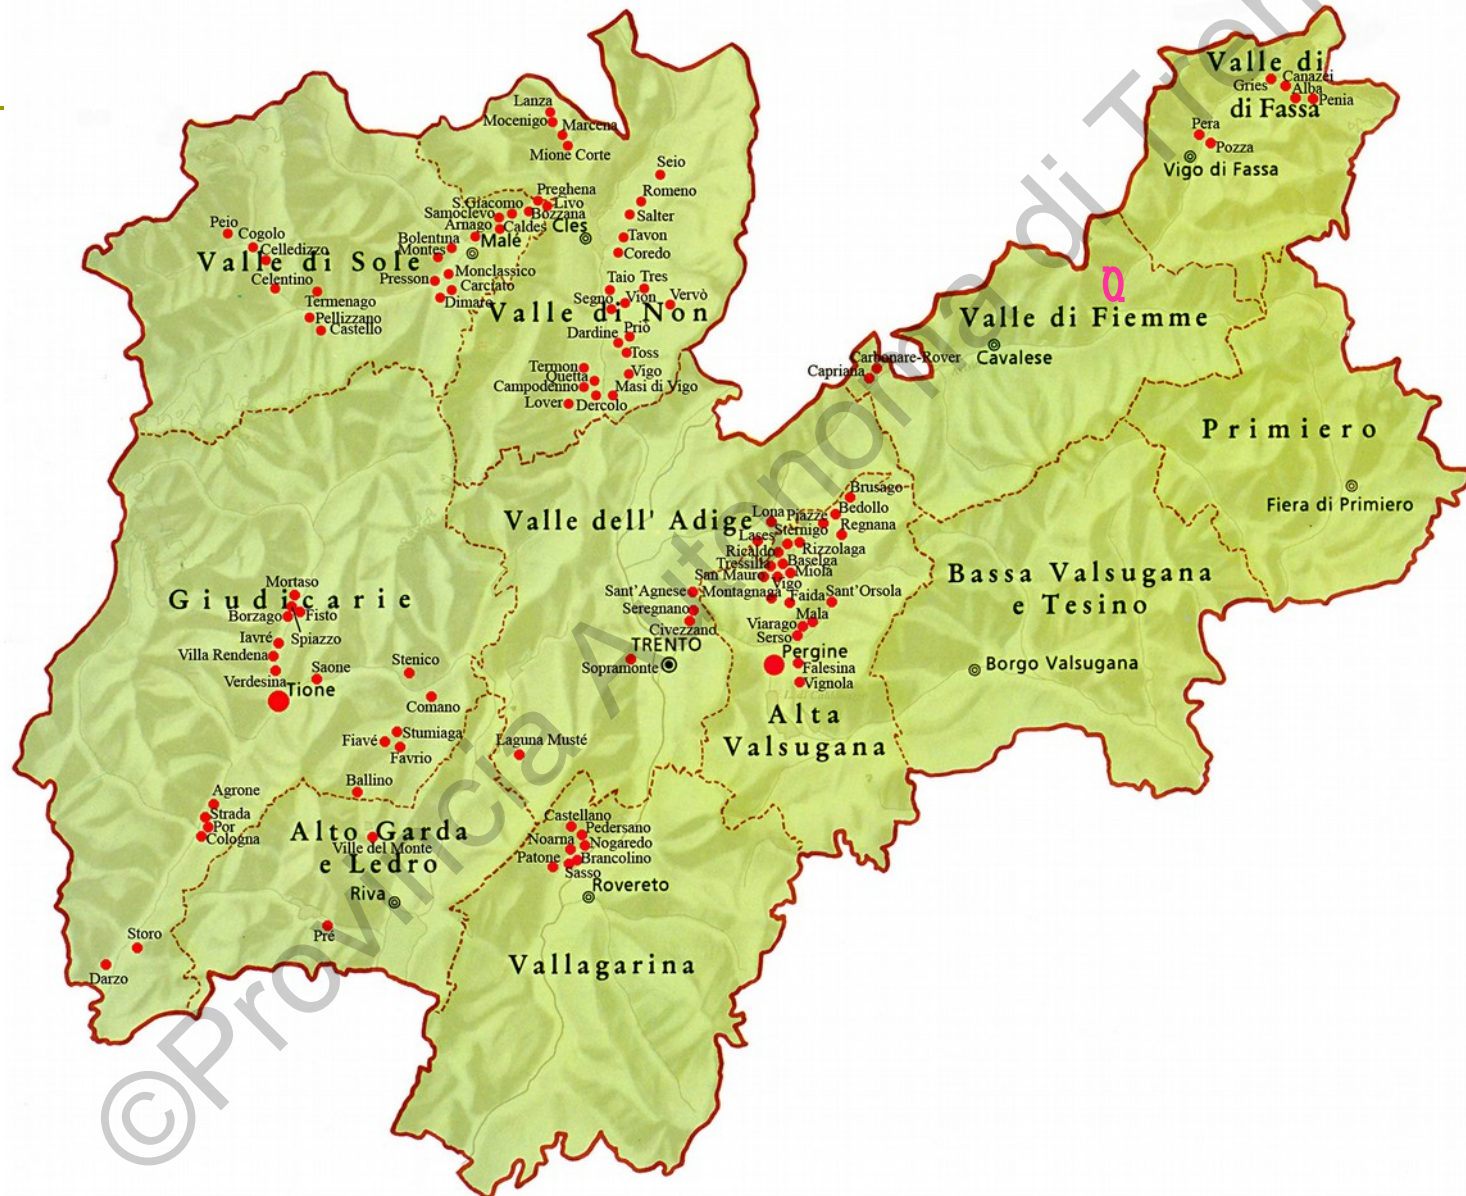 Valle di
di Fassa
Gries
Canazei
Alba
Penia
Pera
Pozza
Vigo di Fassa
Lanza
Mocenigo
Marcena
Mione Corte
Seio
Romeno
Salter
Tavon
Coredo
Preghena
S.Giacomo
Livo
Samoclevo
Bozzana
Arnago
Caldes
Cles
Bolentina
Malé
Montes
Presson
Monclassico
Carciato
Dimaro
Peio
Cogolo
Celledizzo
Valle di Sole
Celentino
Termenago
Pellizzano
Castello
Taio
Tres
Segno
Vion
Vervò
Valle di Non
Dardine
Priò
Toss
Termon
Quetta
Vigo
Campodenno
Masi di Vigo
Lover
Dercolo
Valle di Fiemme
Cavalese
Carbonare-Rover
Capriana
Primiero
Fiera di Primiero
Valle dell' Adige
Brusago
Lona
Piazze
Bedollo
Sternigo
Regnana
Lases
Ricaldo
Rizzolaga
Tressilla
Baselga
San Mauro
Miola
Vigo
Sant'Agnese
Montagnaga
Faida
Sant'Orsola
Seregnano
Mala
Civezzano
Viarago
Serso
TRENTO
Sopramonte
Pergine
Falesina
Vignola
Alta
Valsugana
Bassa Valsugana
e Tesino
Borgo Valsugana
Giudicarie
Mortaso
Borzago
Fisto
Spiazzo
Iavré
Villa Rendena
Verdesina
Saone
Tione
Stenico
Comano
Stumiaga
Fiavé
Favrio
Ballino
Laguna Musté
Agrone
Strada
Por
Cologna
Alto Garda
e Ledro
Ville del Monte
Riva
Pré
Storo
Darzo
Castellano
Pedersano
Noarna
Nogaredo
Patone
Brancolino
Sasso
Rovereto
Vallagarina
©Provincia Autonoma di Tren